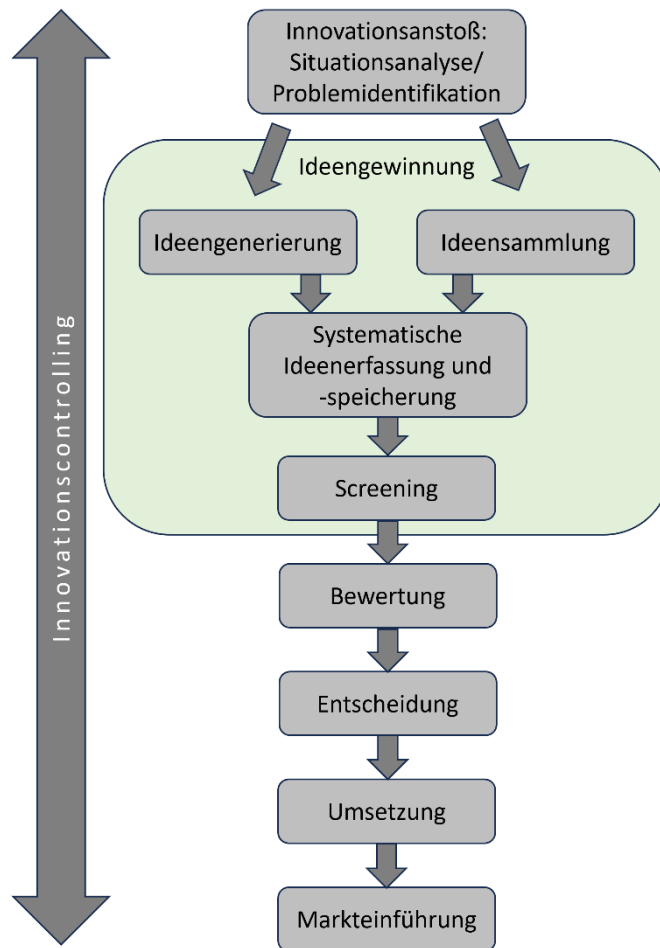 Innovationsanstoß:
Situationsanalyse/
Problemidentifikation
Ideengewinnung
Ideengenerierung
Ideensammlung
Systematische
Ideenerfassung und
-speicherung
Screening
Bewertung
Entscheidung
Umsetzung
Markteinführung
Innovationscontrolling